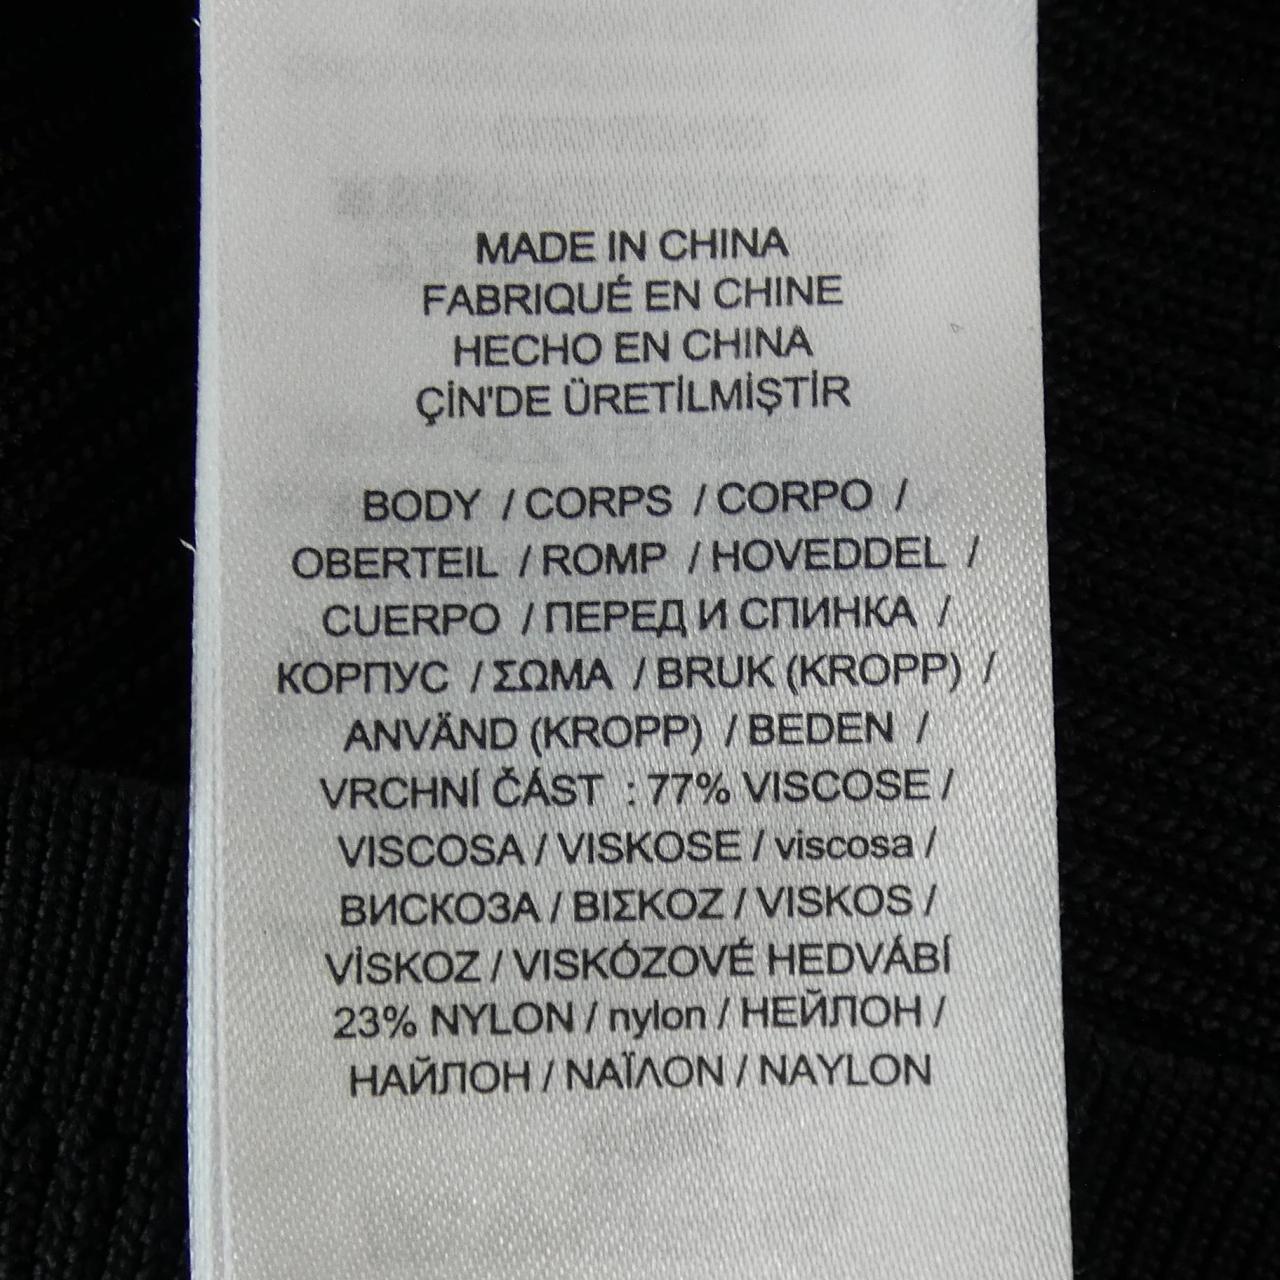 MADE IN CHINA
FABRIQUÉ EN CHINE
HECHO EN CHINA
ÇİN'DE ÜRETİLMİŞTİR
BODY / CORPS / CORPO /
OBERTEIL / ROMP / HOVEDDEL /
CUERPO / ПЕРЕД И СПИНКА /
КОРПУС / ΣΩΜΑ / BRUK (KROPP) /
ANVÄND (KROPP) / BEDEN /
VRCHNÍ ČÁST : 77% VISCOSE /
VISCOSA / VISKOSE / viscosa /
ВИСКОЗА / ΒΙΣΚΟΖ / VISKOS /
VİSKOZ / VISKÓZOVÉ HEDVÁBÍ
23% NYLON / nylon / НЕЙЛОН /
НАЙЛОН / ΝΑΪΛΟΝ / NAYLON